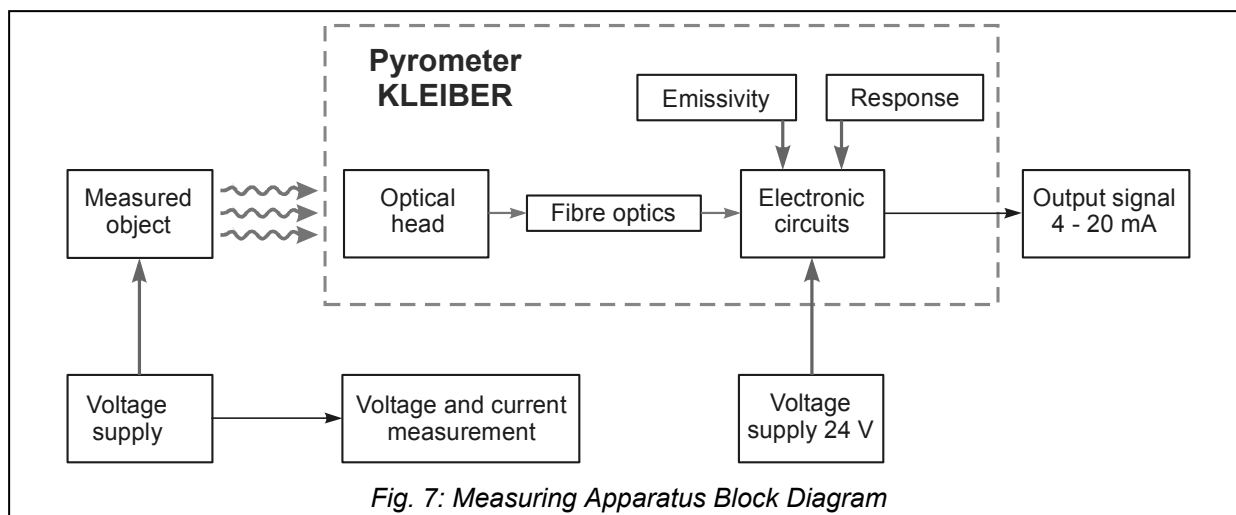 Pyrometer
KLEIBER
Emissivity
Response
Measured
object
Optical
head
Fibre optics
Electronic
circuits
Output signal
4 - 20 mA
Voltage
supply
Voltage and current
measurement
Voltage
supply 24 V
Fig. 7: Measuring Apparatus Block Diagram